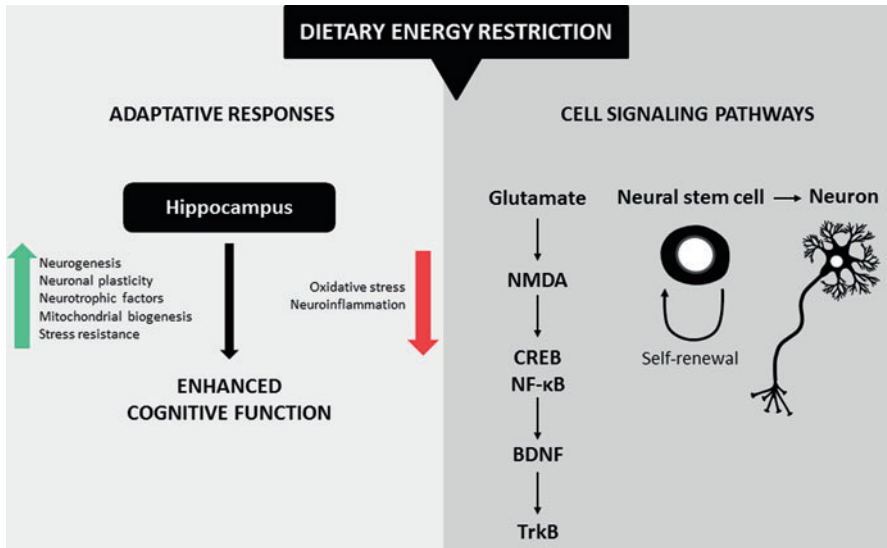 DIETARY ENERGY RESTRICTION
ADAPTATIVE RESPONSES
Hippocampus
Neurogenesis
Neuronal plasticity
Neurotrophic factors
Mitochondrial biogenesis
Stress resistance
Oxidative stress
Neuroinflammation
ENHANCED
COGNITIVE FUNCTION
CELL SIGNALING PATHWAYS
Glutamate
NMDA
CREB
NF-κB
BDNF
TrkB
Neural stem cell
Neuron
Self-renewal